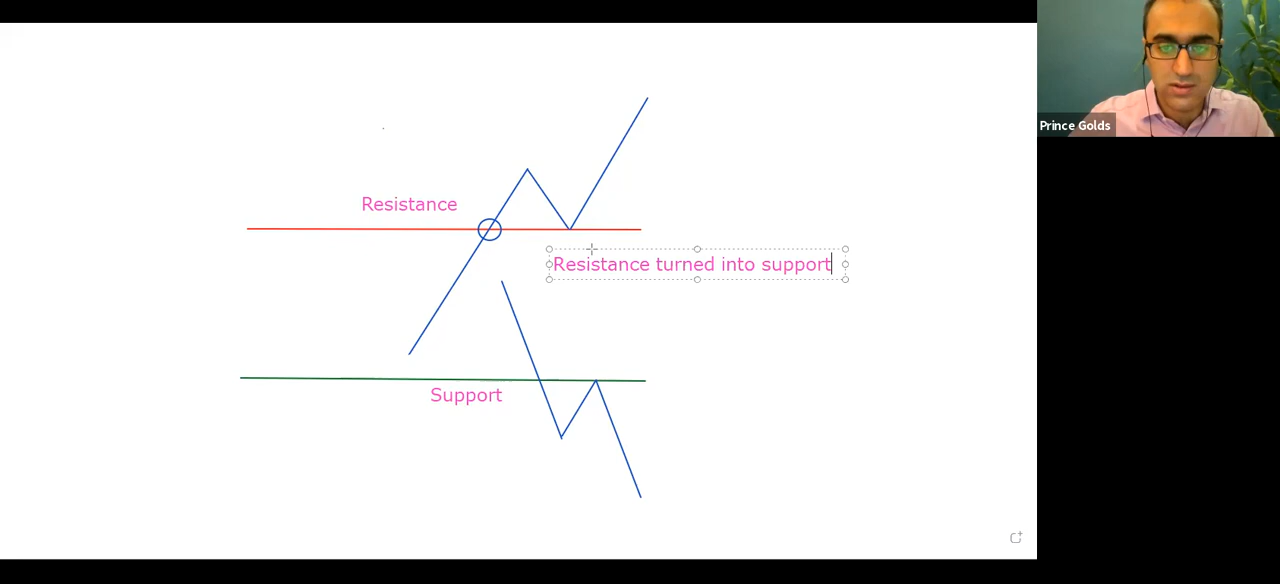 Prince Golds
Resistance
Resistance turned into support
Support